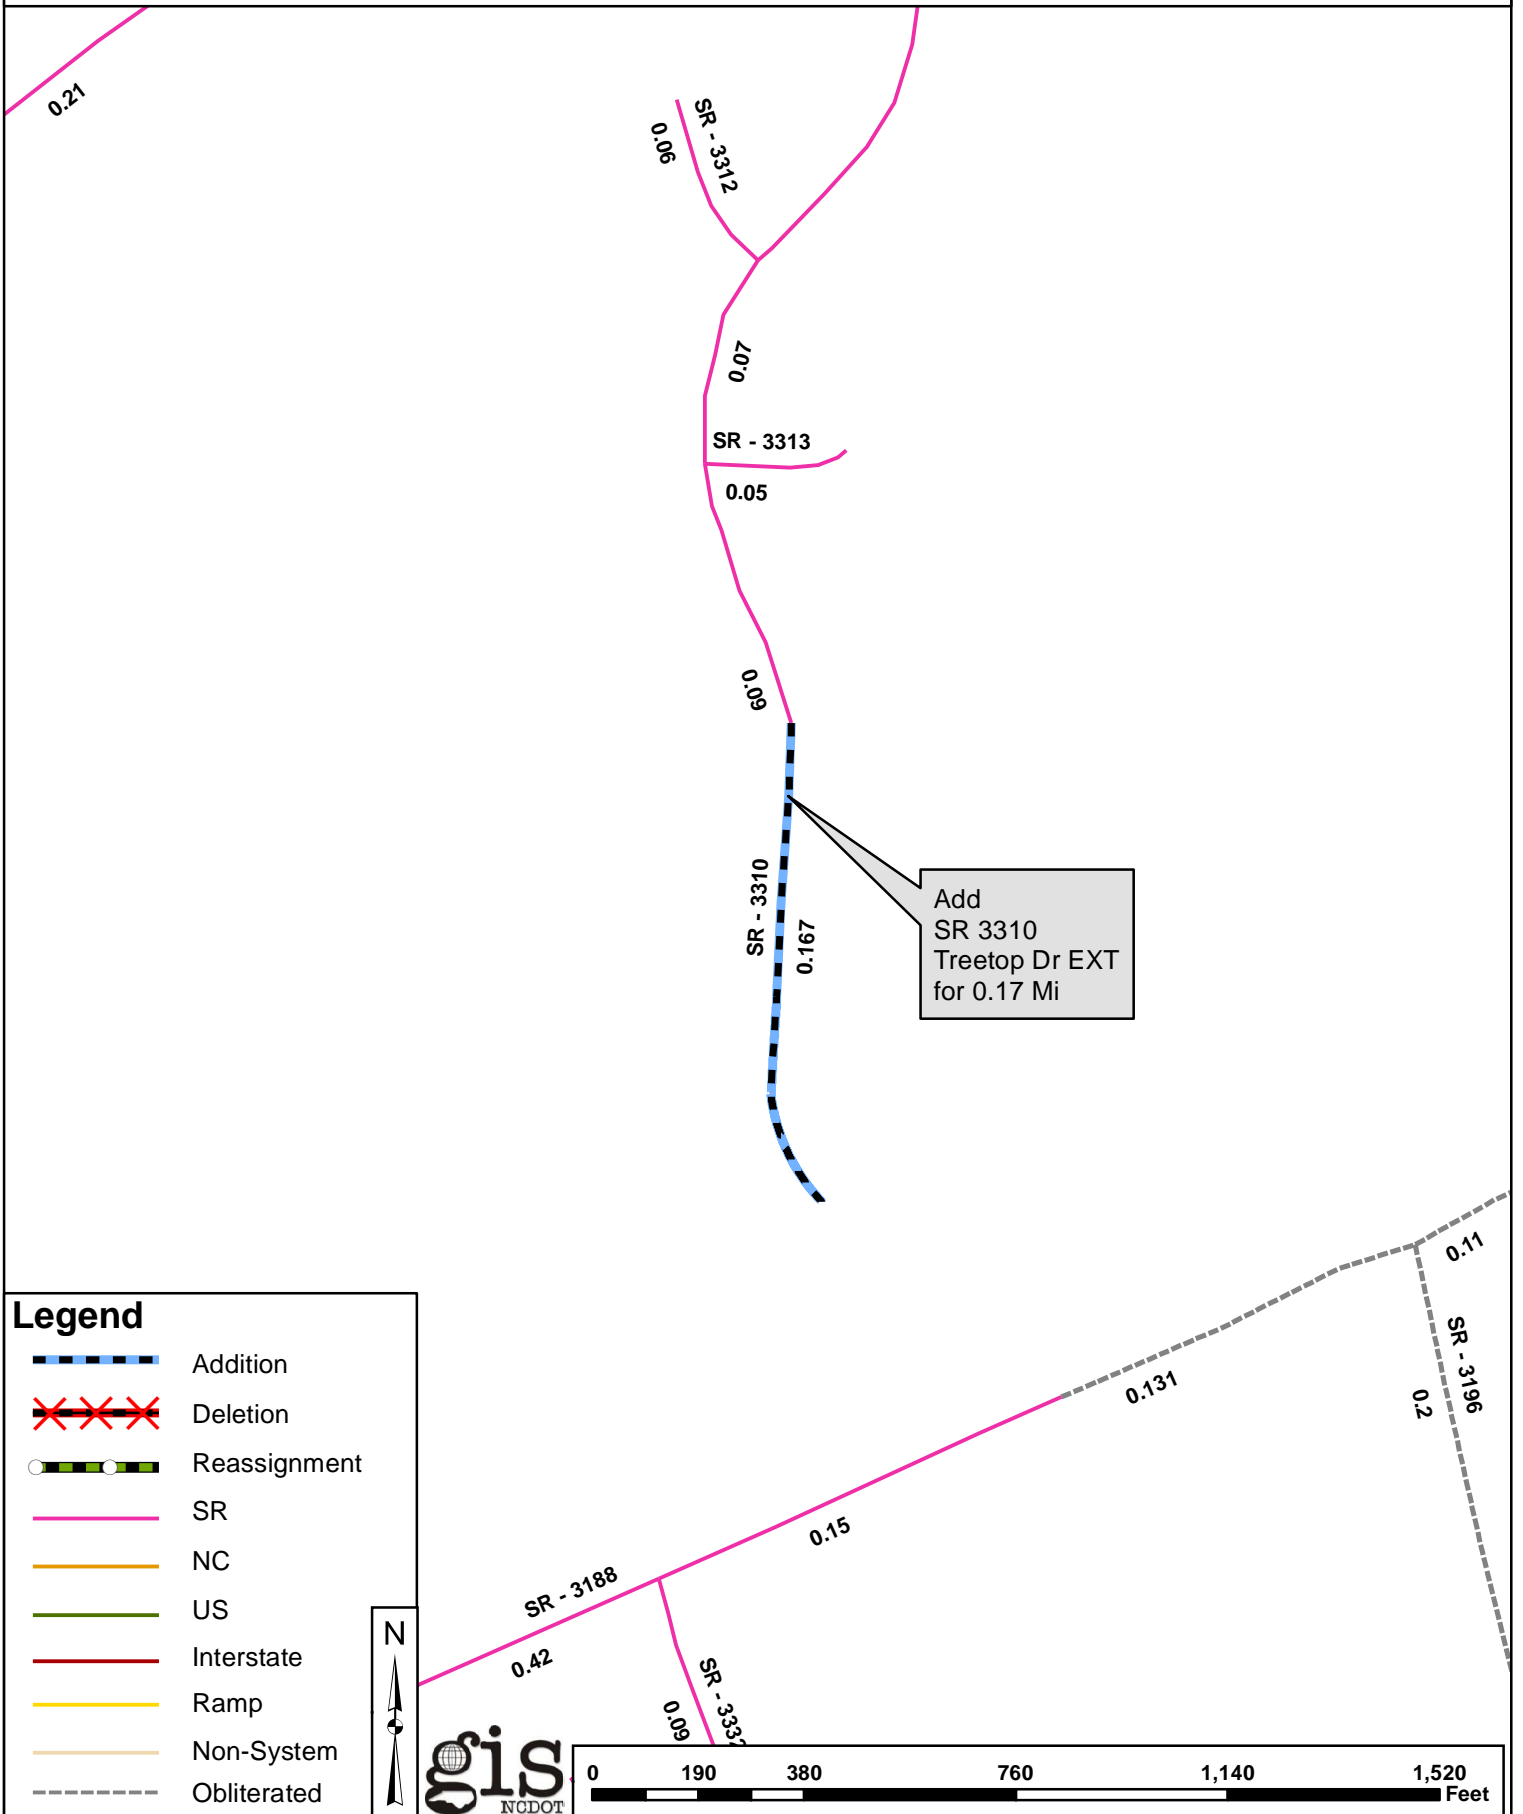 0.21
SR - 3312
0.06
0.07
SR - 3313
0.05
0.09
SR - 3310
0.167
Add
SR 3310
Treetop Dr EXT
for 0.17 Mi
0.11
SR - 3196
0.2
0.131
0.15
SR - 3188
0.42
SR - 3332
0.09
Legend
Addition
Deletion
Reassignment
SR
NC
US
Interstate
Ramp
Non-System
Obliterated
N
gis
NCDOT
0 190 380 760 1,140 1,520
Feet